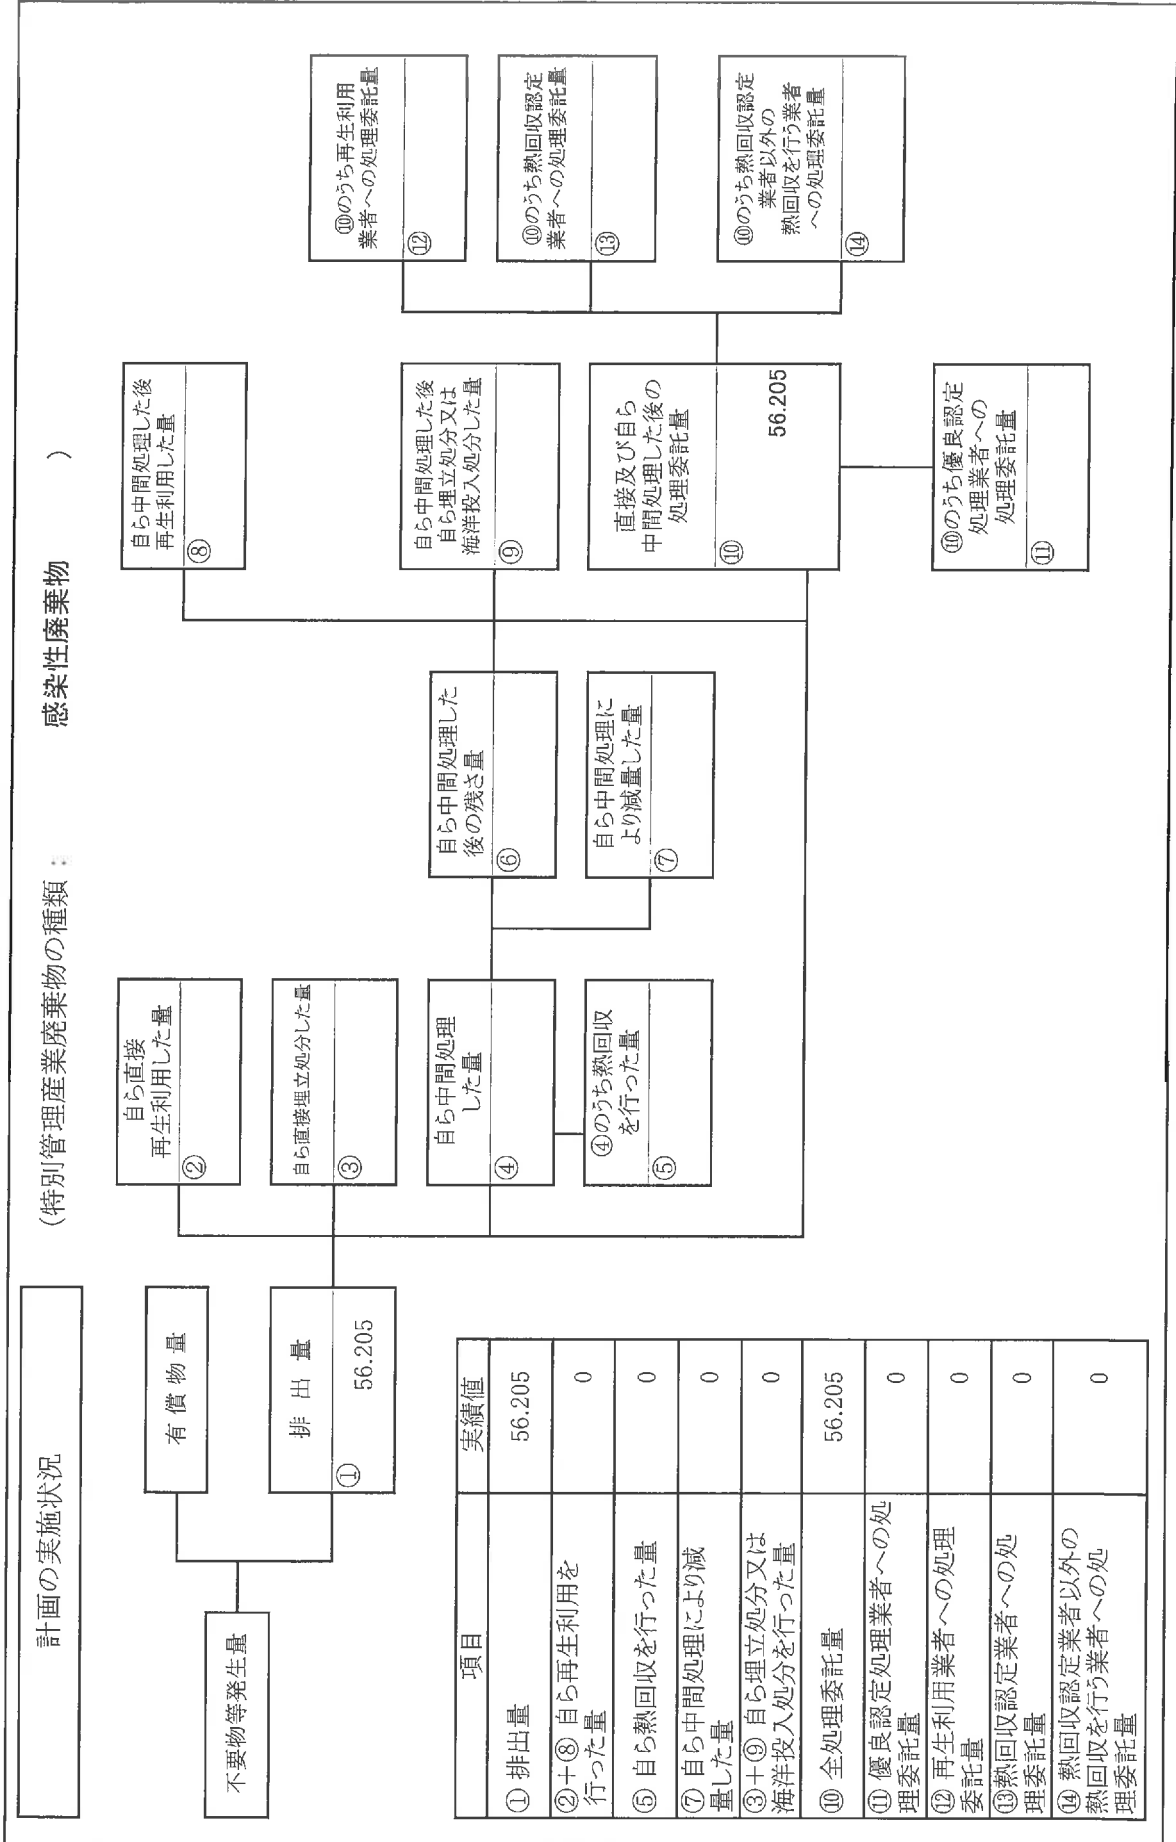 計画の実施状況
（特別管理産業廃棄物の種類： 感染性廃棄物 ）
不要物等発生量
有償物量
排出量
①
56.205
自ら直接
再生利用した量
②
自ら直接埋立処分した量
③
自ら中間処理
した量
④
④のうち熱回収
を行った量
⑤
自ら中間処理した
後の残さ量
⑥
自ら中間処理に
より減量した量
⑦
自ら中間処理した後
再生利用した量
⑧
自ら中間処理した後
自ら埋立処分又は
海洋投入処分した量
⑨
直接及び自ら
中間処理した後の
処理委託量
⑩
56.205
⑩のうち優良認定
処理業者への
処理委託量
⑪
⑩のうち再生利用
業者への処理委託量
⑫
⑩のうち熱回収認定
業者への処理委託量
⑬
⑩のうち熱回収認定
業者以外の
熱回収を行う業者
への処理委託量
⑭
項目 実績値
①排出量 56.205
②＋⑧ 自ら再生利用を
行った量 0
⑤ 自ら熱回収を行った量 0
⑦ 自ら中間処理により減
量した量 0
③＋⑨ 自ら埋立処分又は
海洋投入処分を行った量 0
⑩ 全処理委託量 56.205
⑪ 優良認定処理業者への処
理委託量 0
⑫ 再生利用業者への処理
委託量 0
⑬熱回収認定業者への処
理委託量 0
⑭ 熱回収認定業者以外の
熱回収を行う業者への処
理委託量 0